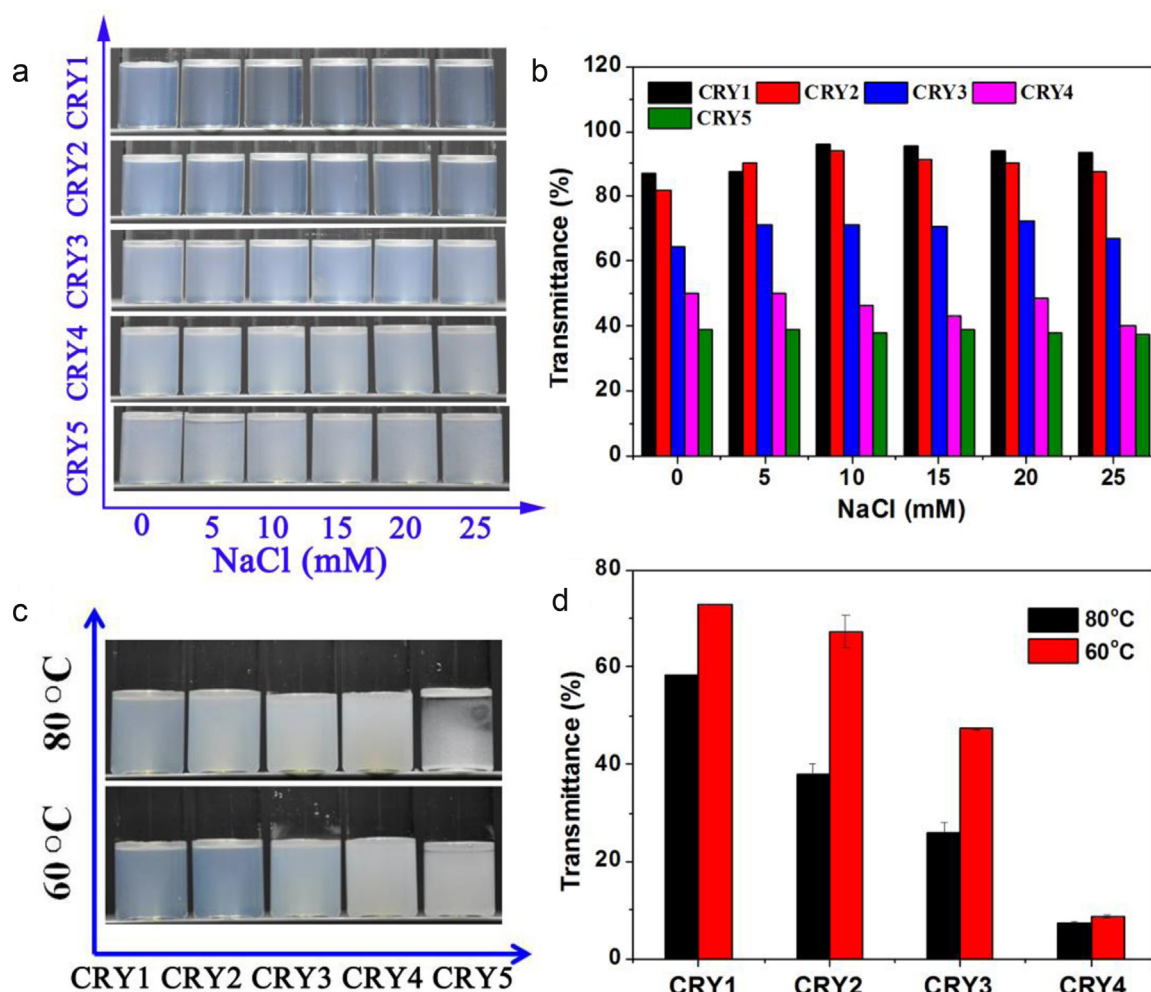 a
CRY1
CRY2
CRY3
CRY4
CRY5
0 5 10 15 20 25
NaCl (mM)
b
120
100
80
60
40
20
0
Transmittance (%)
CRY1 CRY2 CRY3 CRY4
CRY5
0 5 10 15 20 25
NaCl (mM)
c
80 °C
60 °C
CRY1 CRY2 CRY3 CRY4 CRY5
d
80
60
40
20
0
Transmittance (%)
80°C
60°C
CRY1 CRY2 CRY3 CRY4